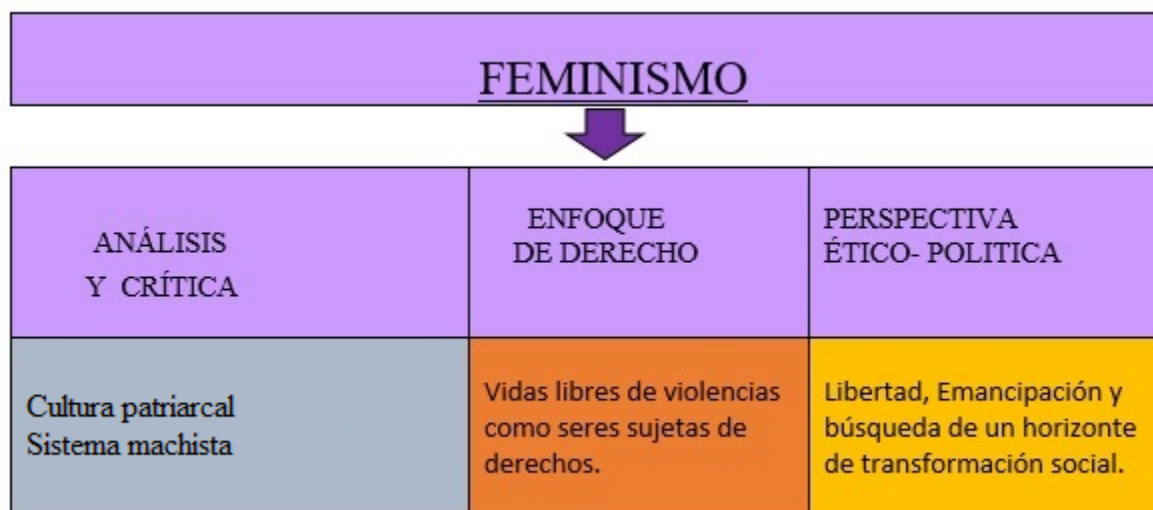 FEMINISMO
ANÁLISIS
Y CRÍTICA
ENFOQUE
DE DERECHO
PERSPECTIVA
ÉTICO- POLITICA
Cultura patriarcal
Sistema machista
Vidas libres de violencias
como seres sujetas de
derechos.
Libertad, Emancipación y
búsqueda de un horizonte
de transformación social.